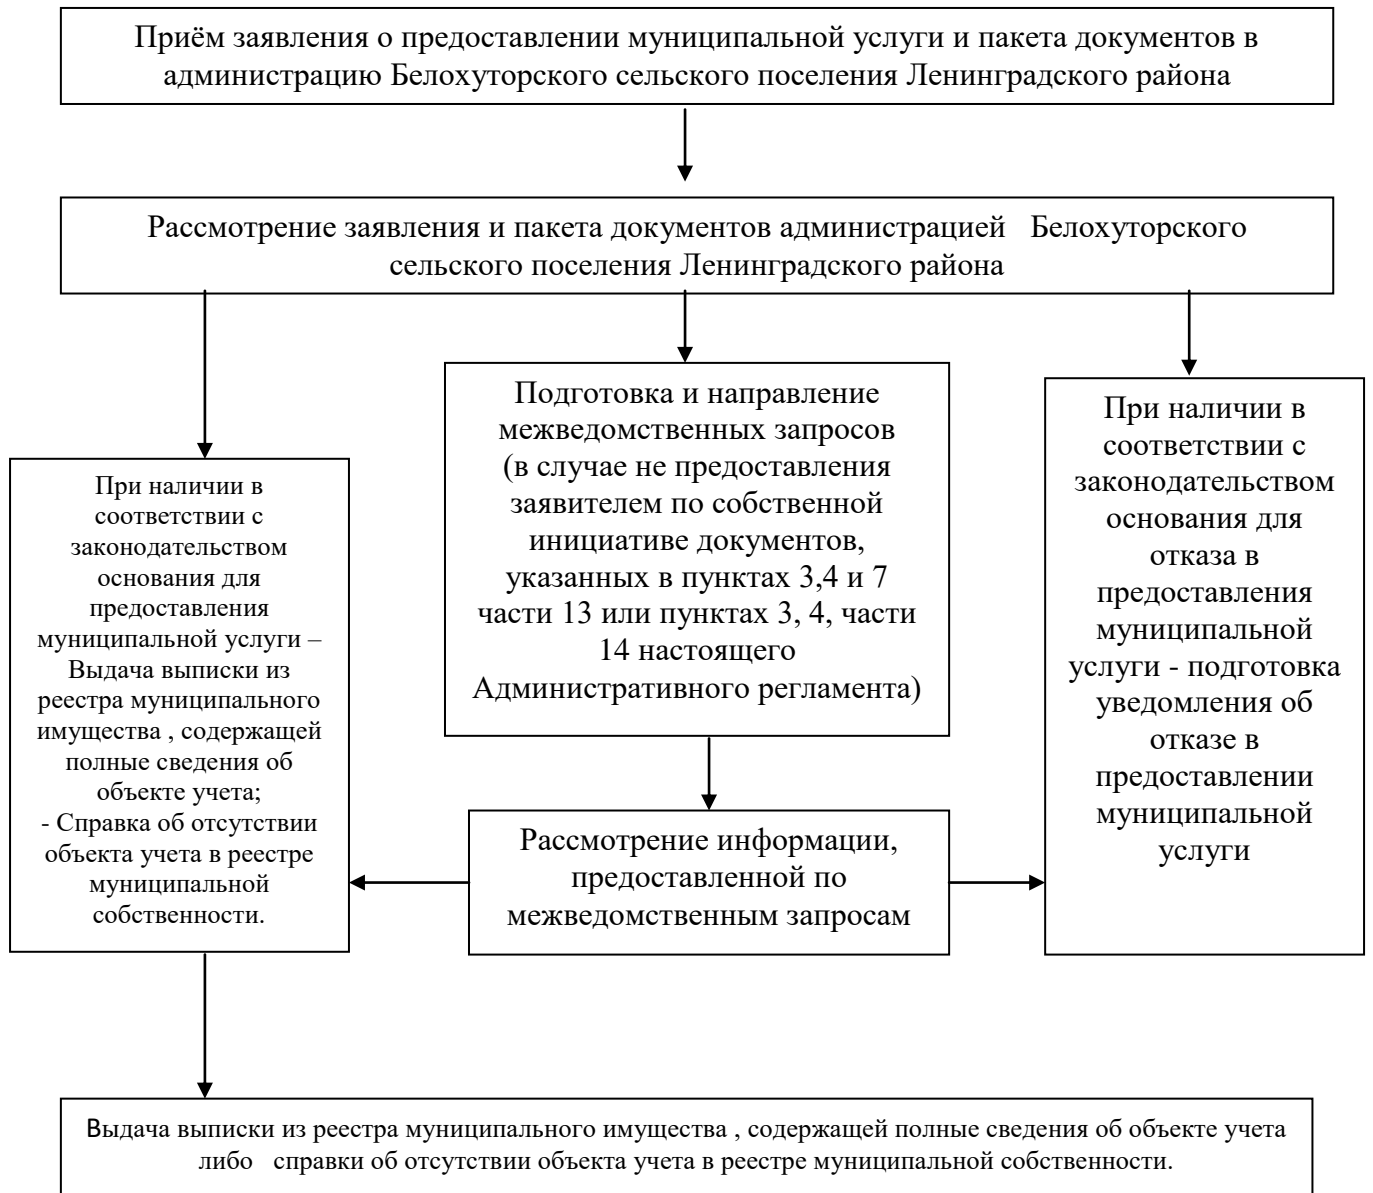 Приём заявления о предоставлении муниципальной услуги и пакета документов в
администрацию Белохуторского сельского поселения Ленинградского района
Рассмотрение заявления и пакета документов администрацией Белохуторского
сельского поселения Ленинградского района
При наличии в
соответствии с
законодательством
основания для
предоставления
муниципальной услуги –
Выдача выписки из
реестра муниципального
имущества , содержащей
полные сведения об
объекте учета;
- Справка об отсутствии
объекта учета в реестре
муниципальной
собственности.
Подготовка и направление
межведомственных запросов
(в случае не предоставления
заявителем по собственной
инициативе документов,
указанных в пунктах 3,4 и 7
части 13 или пунктах 3, 4, части
14 настоящего
Административного регламента)
Рассмотрение информации,
предоставленной по
межведомственным запросам
При наличии в
соответствии с
законодательством
основания для
отказа в
предоставления
муниципальной
услуги - подготовка
уведомления об
отказе в
предоставлении
муниципальной
услуги
Выдача выписки из реестра муниципального имущества , содержащей полные сведения об объекте учета
либо справки об отсутствии объекта учета в реестре муниципальной собственности.